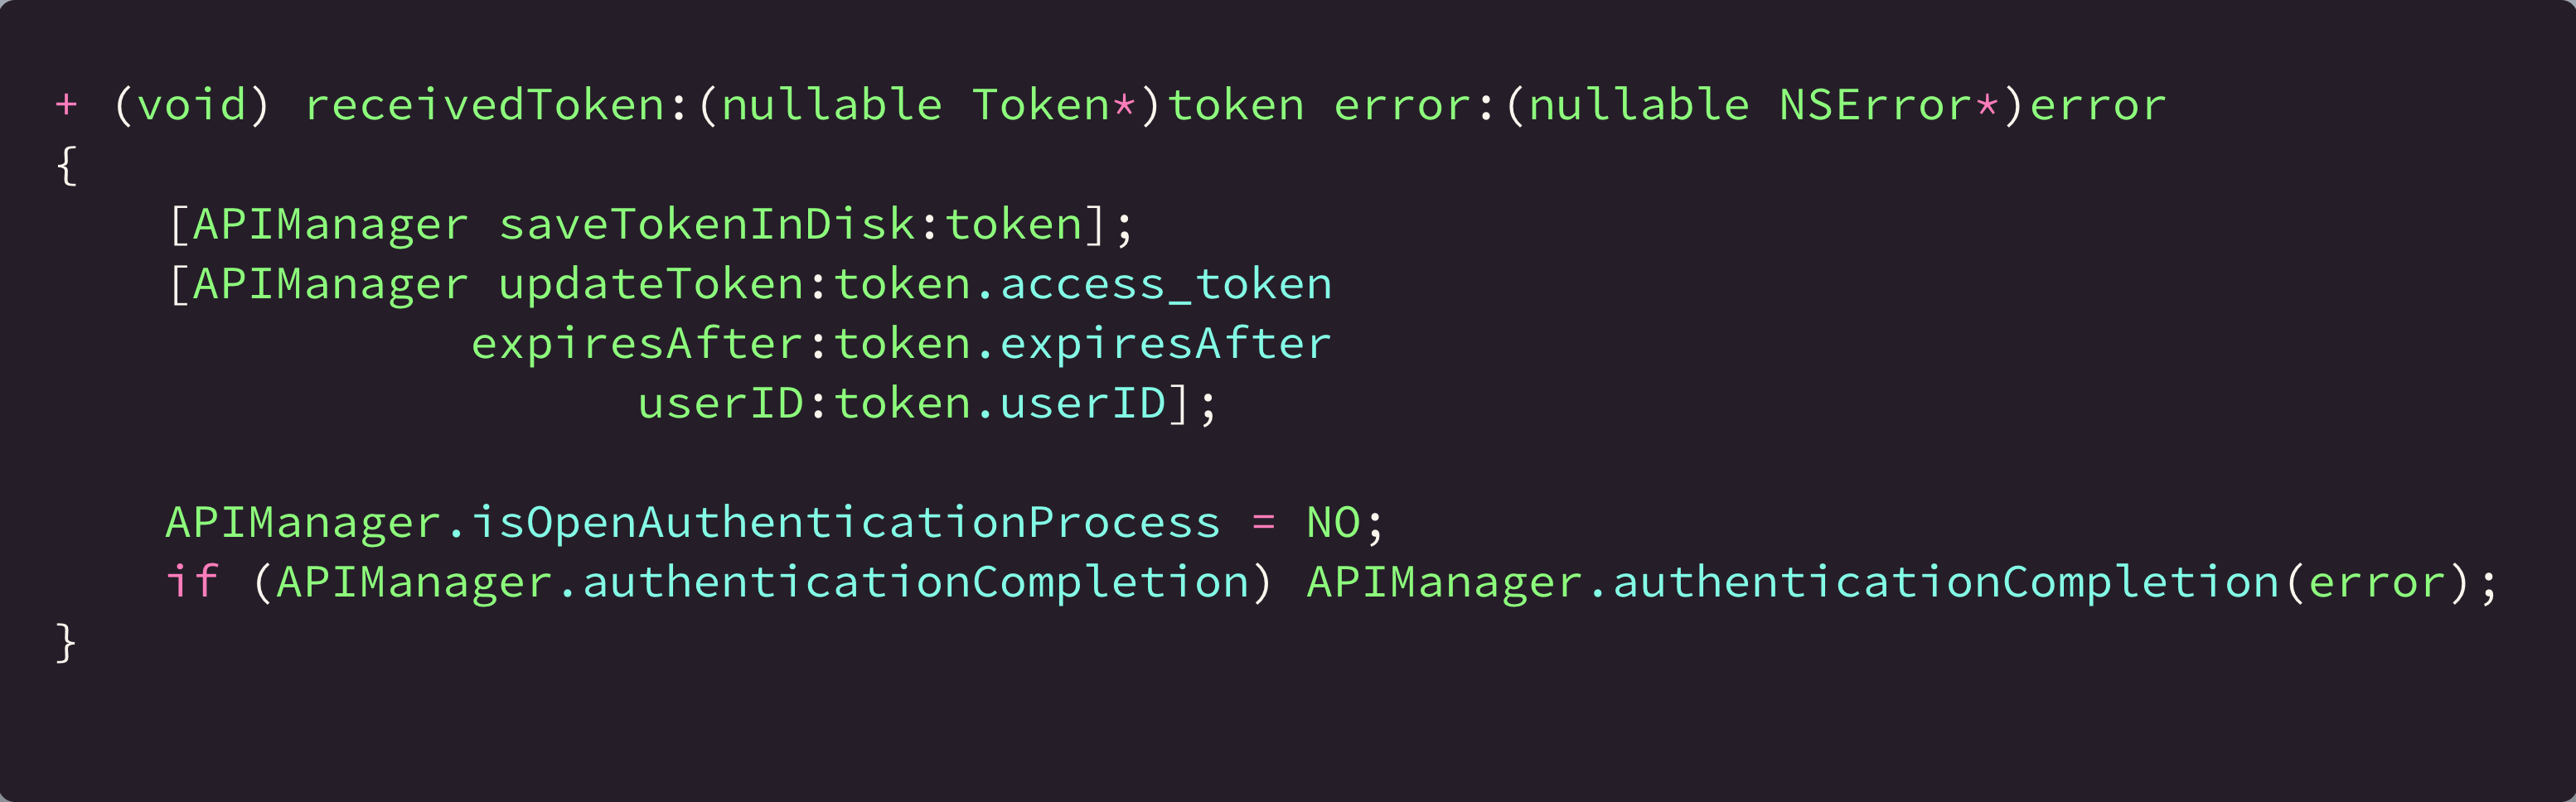 + (void) receivedToken:(nullable Token*)token error:(nullable NSError*)error
{
    [APIManager saveTokenInDisk:token];
    [APIManager updateToken:token.access_token
               expiresAfter:token.expiresAfter
                     userID:token.userID];

    APIManager.isOpenAuthenticationProcess = NO;
    if (APIManager.authenticationCompletion) APIManager.authenticationCompletion(error);
}